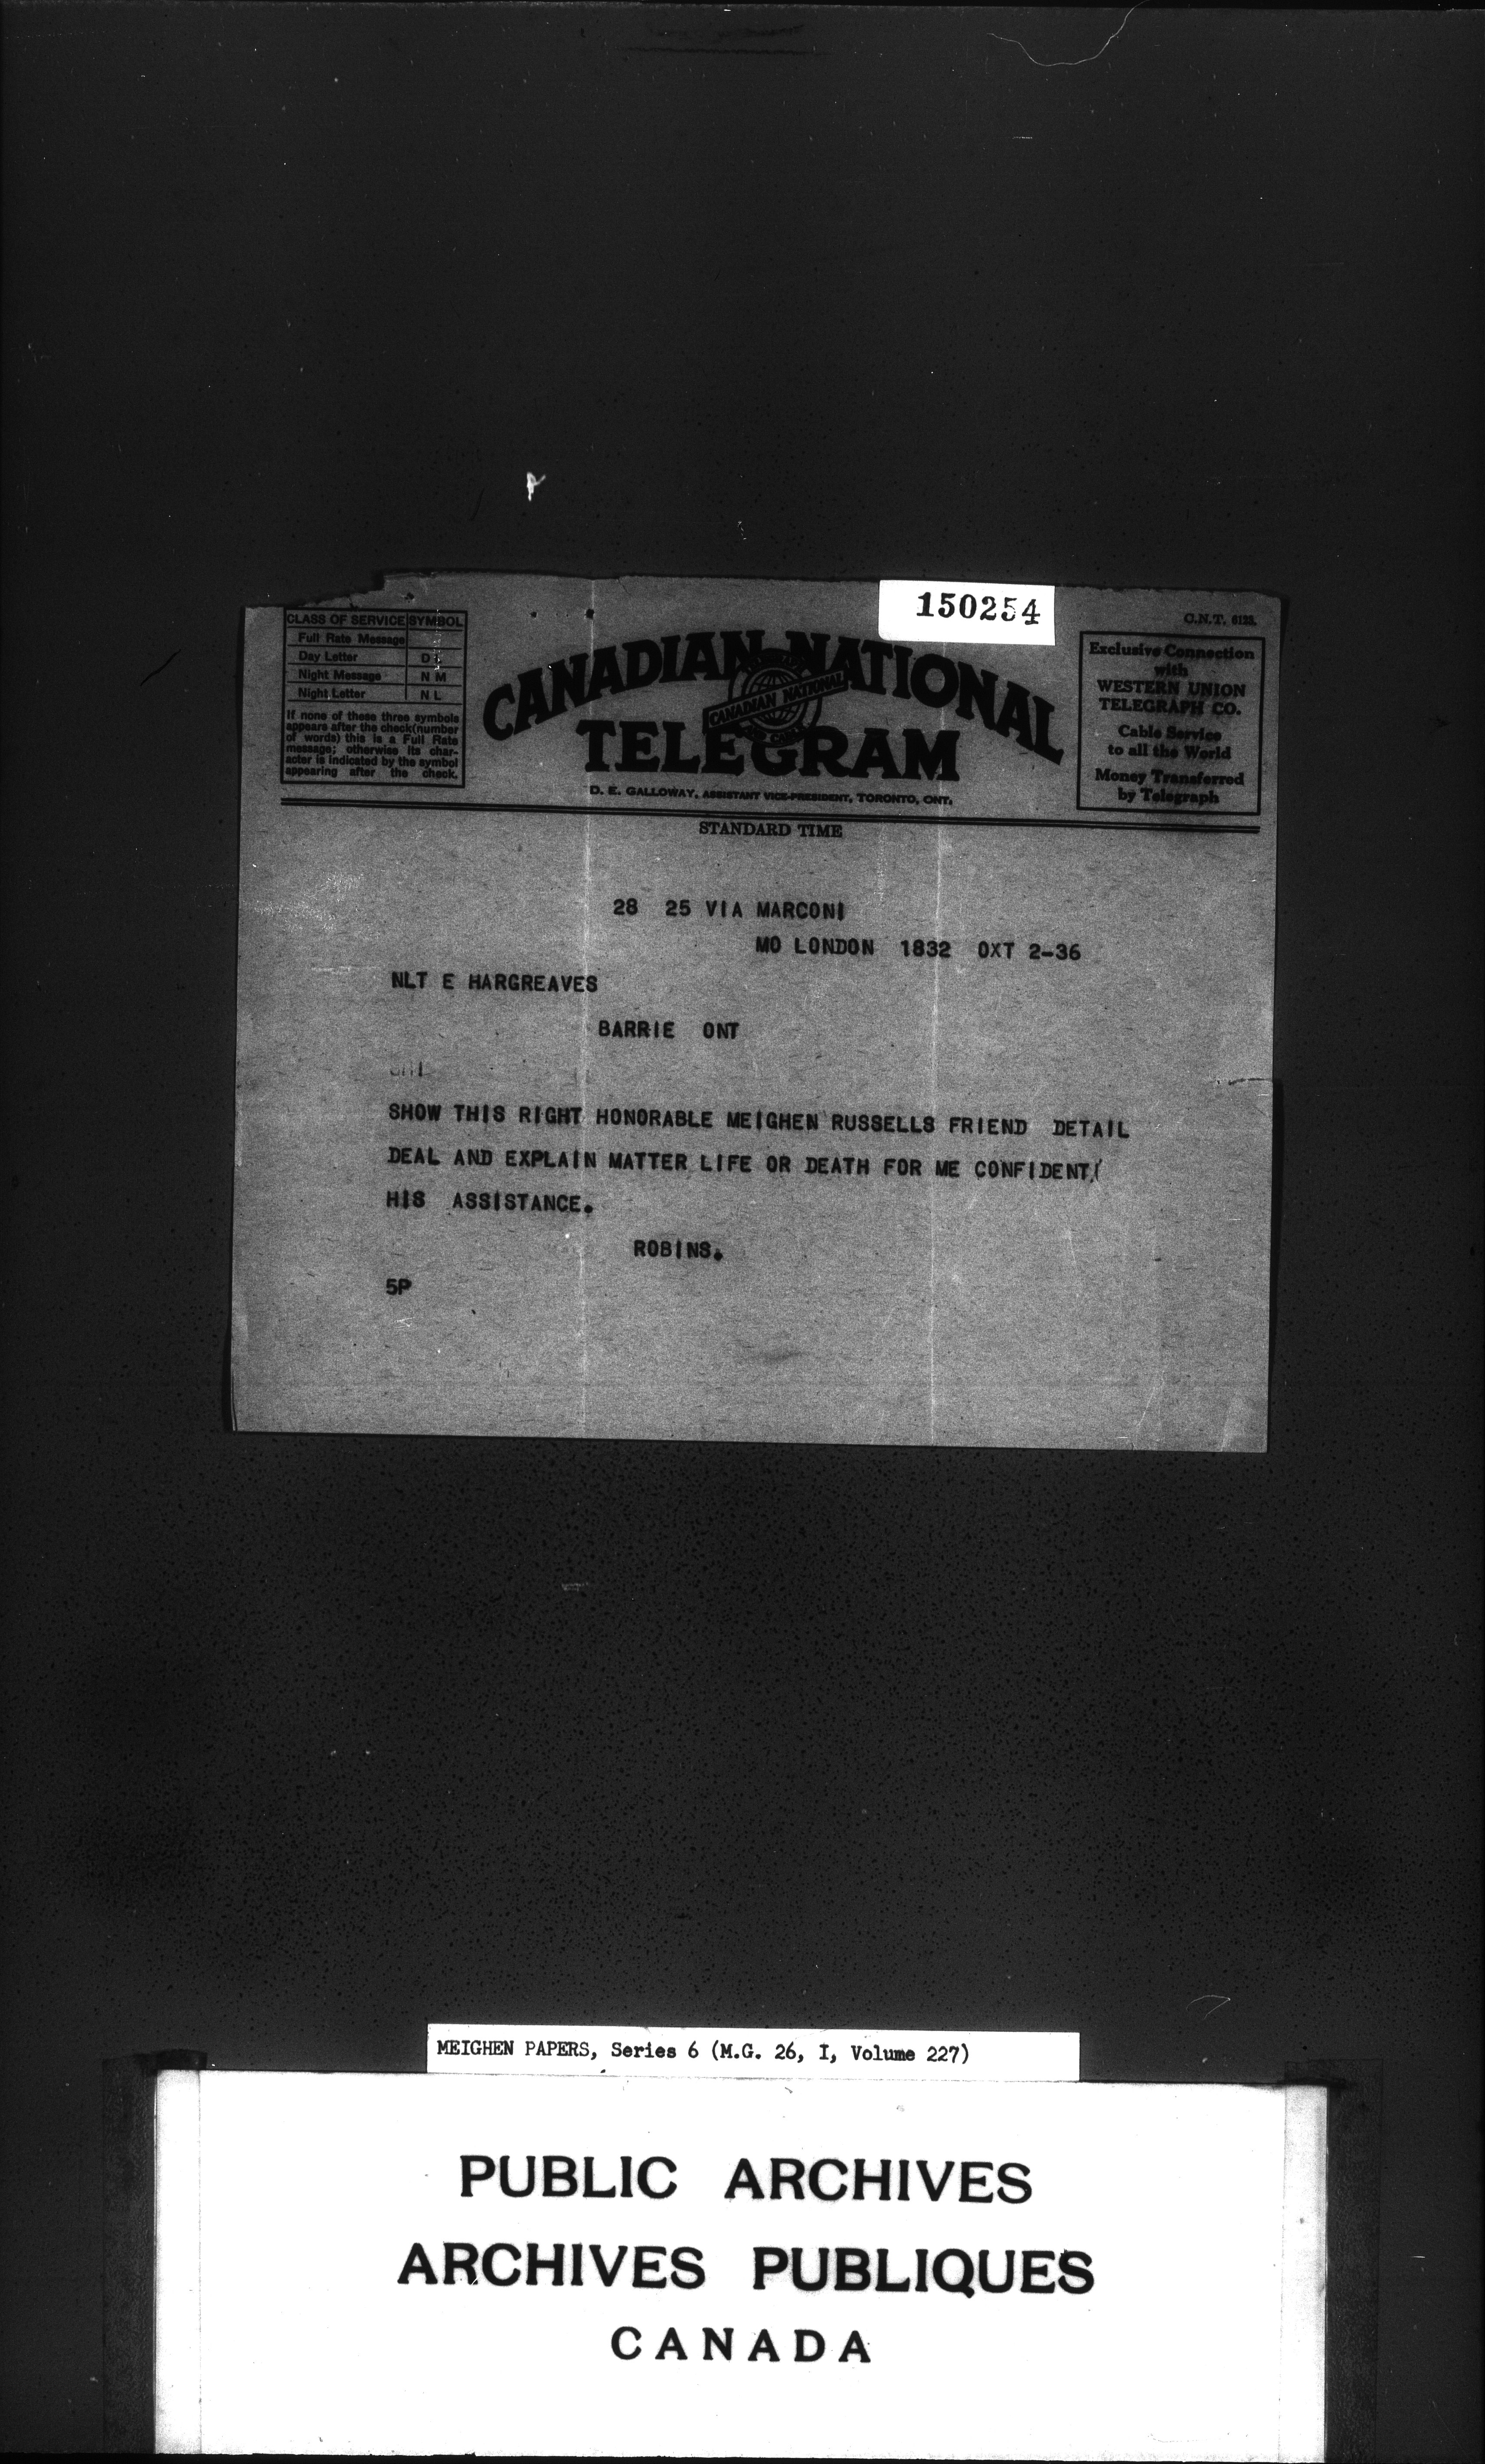 150254
C.N.T. 6128
CLASS OF SERVICE SYMBOL
Full Rate Message
Day Letter D L
Night Message N M
Night Letter N L
If none of these three symbols
appears after the check(number
of words) this is a Full Rate
message; otherwise its char-
acter is indicated by the symbol
appearing after the check.
CANADIAN NATIONAL
CANADIAN NATIONAL
TELEGRAM
D. E. GALLOWAY, ASSISTANT VICE-PRESIDENT, TORONTO, ONT.
Exclusive Connection
with
WESTERN UNION
TELEGRAPH CO.
Cable Service
to all the World
Money Transferred
by Telegraph
STANDARD TIME
28 25 VIA MARCONI
MO LONDON 1832 OXT 2-36
NLT E HARGREAVES
BARRIE ONT
SHOW THIS RIGHT HONORABLE MEIGHEN RUSSELLS FRIEND DETAIL
DEAL AND EXPLAIN MATTER LIFE OR DEATH FOR ME CONFIDENT
HIS ASSISTANCE.
ROBINS.
5P
MEIGHEN PAPERS, Series 6 (M.G. 26, I, Volume 227)
PUBLIC ARCHIVES
ARCHIVES PUBLIQUES
CANADA